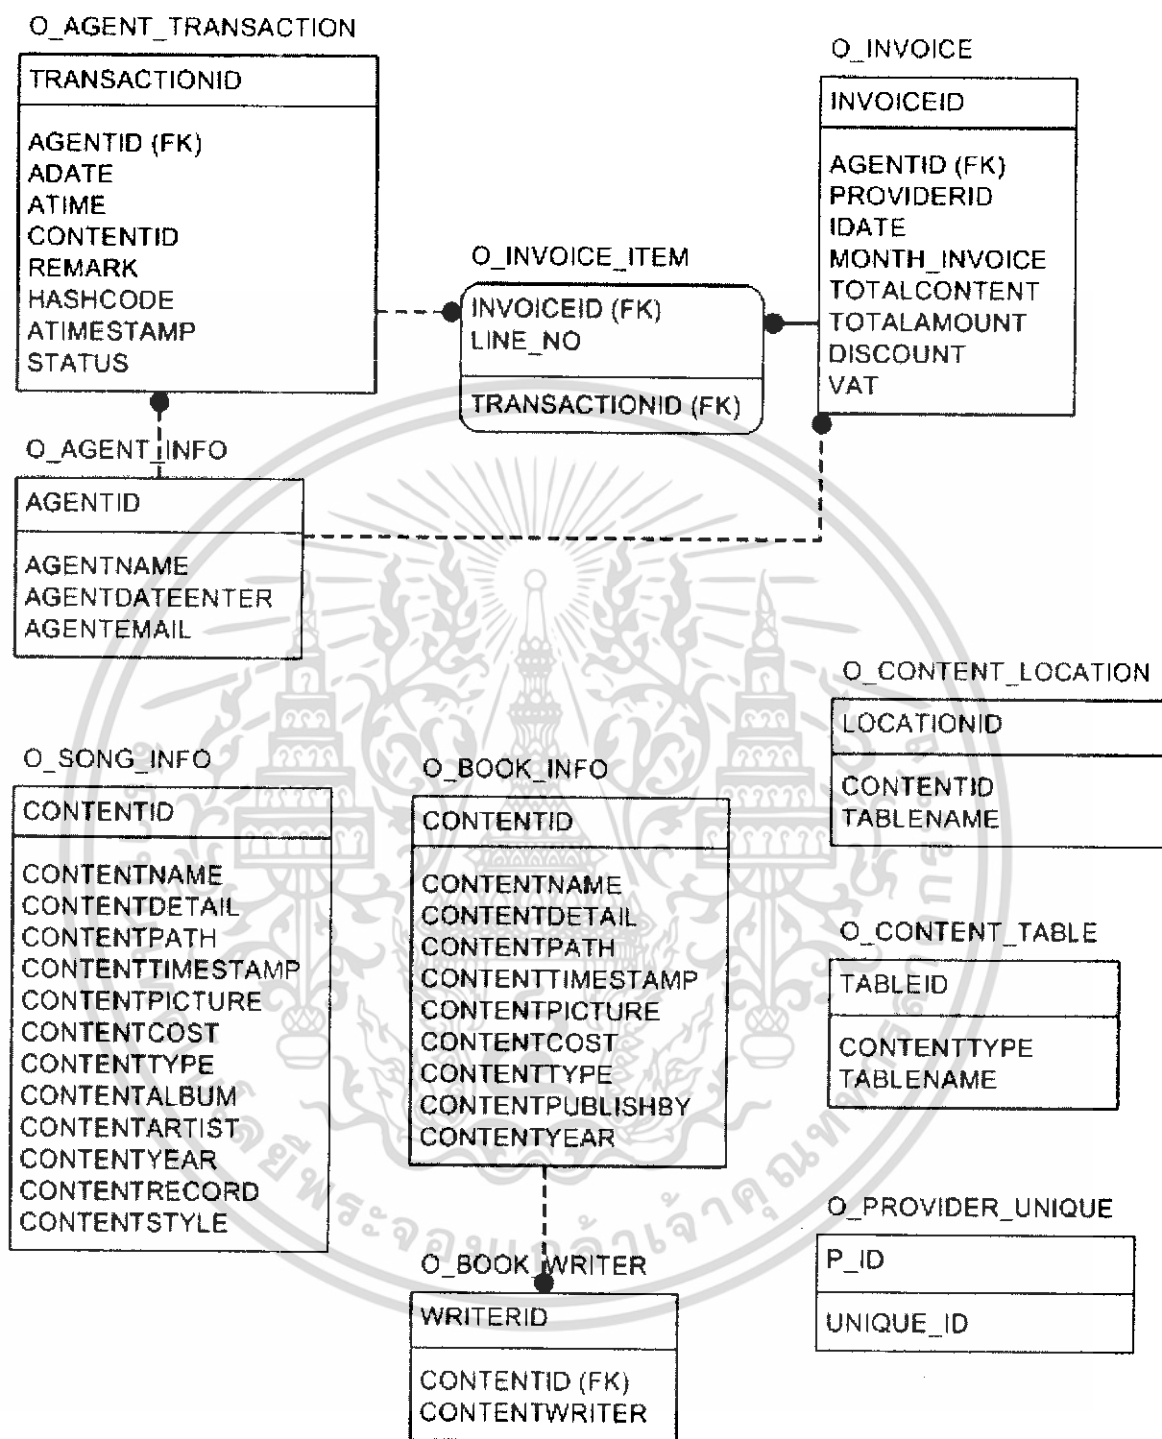 O_AGENT_TRANSACTION
TRANSACTIONID
AGENTID (FK)
ADATE
ATIME
CONTENTID
REMARK
HASHCODE
ATIMESTAMP
STATUS
O_INVOICE
INVOICEID
AGENTID (FK)
PROVIDERID
IDATE
MONTH_INVOICE
TOTALCONTENT
TOTALAMOUNT
DISCOUNT
VAT
O_INVOICE_ITEM
INVOICEID (FK)
LINE_NO
TRANSACTIONID (FK)
O_AGENT_INFO
AGENTID
AGENTNAME
AGENTDATEENTER
AGENTEMAIL
O_CONTENT_LOCATION
LOCATIONID
CONTENTID
TABLENAME
O_SONG_INFO
CONTENTID
CONTENTNAME
CONTENTDETAIL
CONTENTPATH
CONTENTTIMESTAMP
CONTENTPICTURE
CONTENTCOST
CONTENTTYPE
CONTENTALBUM
CONTENTARTIST
CONTENTYEAR
CONTENTRECORD
CONTENTSTYLE
O_BOOK_INFO
CONTENTID
CONTENTNAME
CONTENTDETAIL
CONTENTPATH
CONTENTTIMESTAMP
CONTENTPICTURE
CONTENTCOST
CONTENTTYPE
CONTENTPUBLISHBY
CONTENTYEAR
O_CONTENT_TABLE
TABLEID
CONTENTTYPE
TABLENAME
O_PROVIDER_UNIQUE
P_ID
UNIQUE_ID
O_BOOK_WRITER
WRITERID
CONTENTID (FK)
CONTENTWRITER